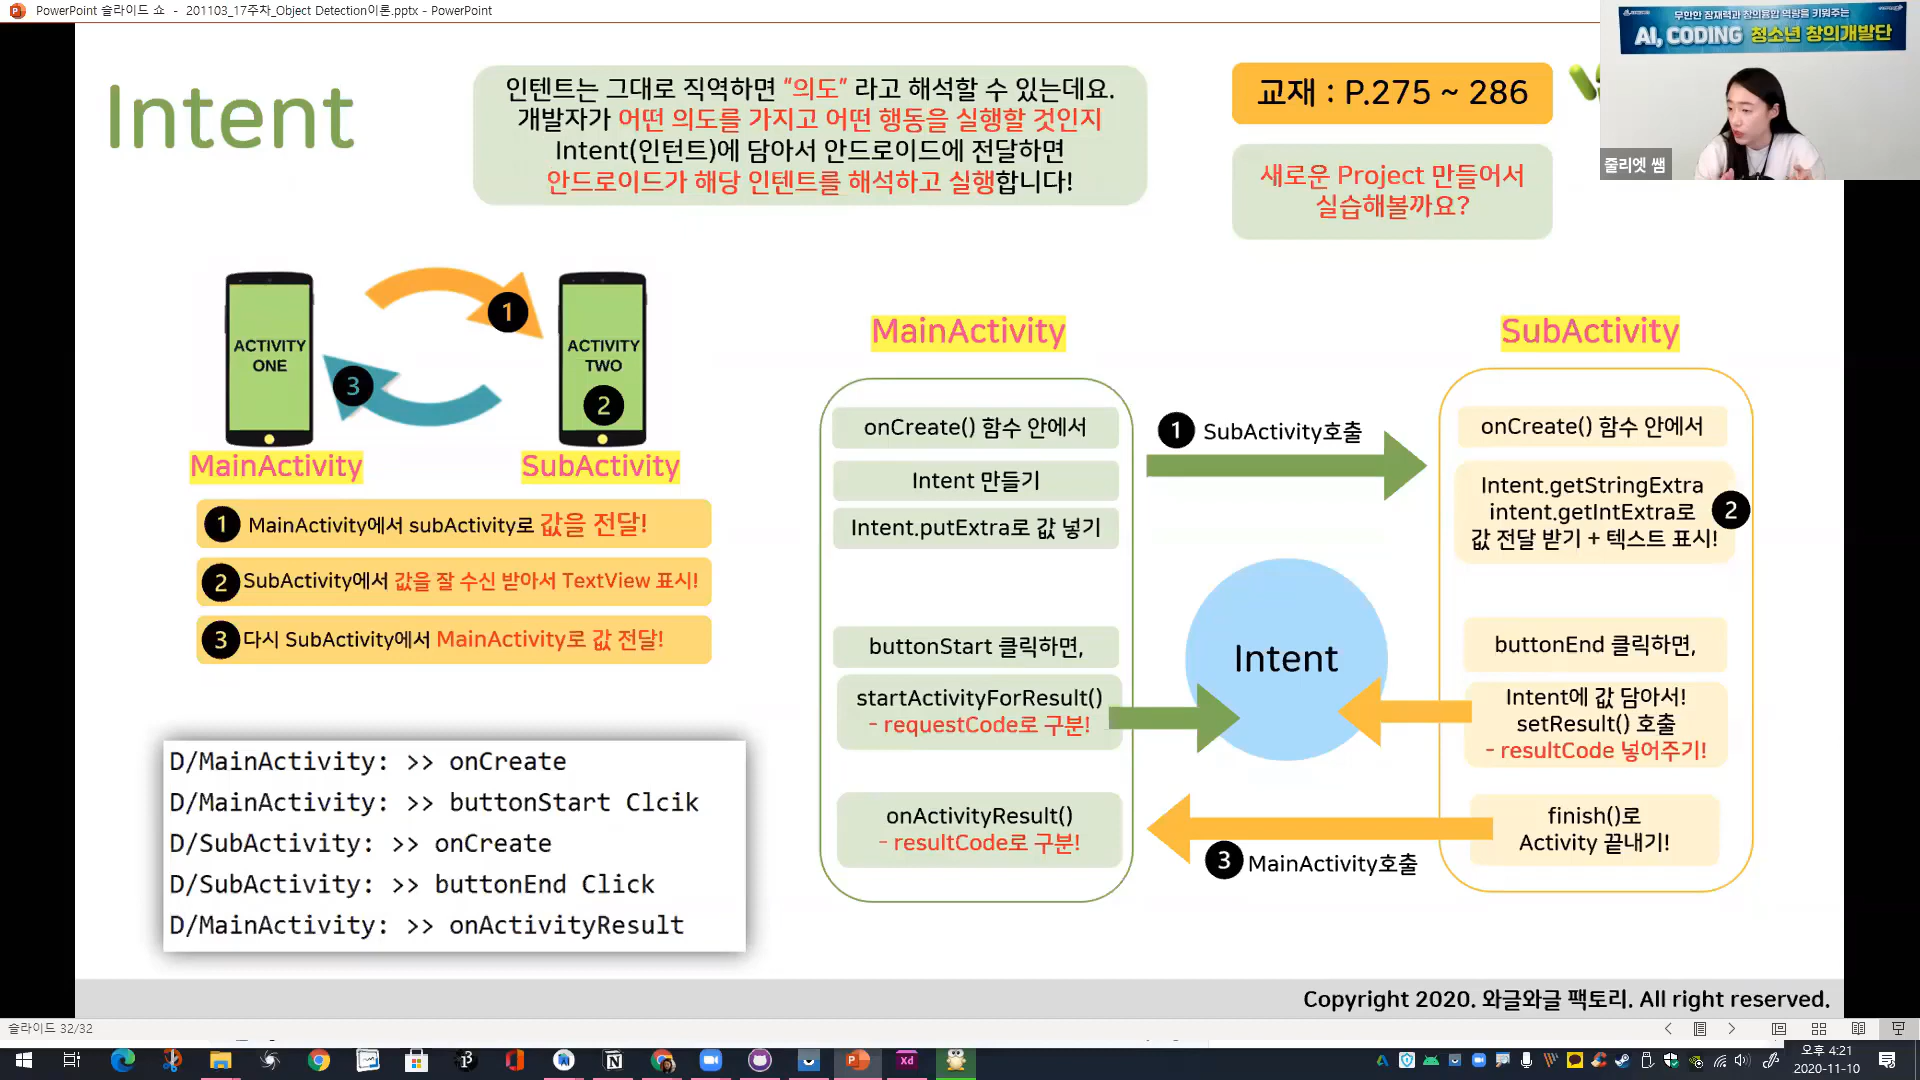 PowerPoint 슬라이드 쇼 - 201103_17주차_Object Detection이론.pptx - PowerPoint
무한한 잠재력과 창의융합 역량을 키워주는
AI, CODING 청소년 창의개발단
줄리엣 쌤
Intent
인텐트는 그대로 직역하면 “의도” 라고 해석할 수 있는데요.
개발자가 어떤 의도를 가지고 어떤 행동을 실행할 것인지
Intent(인턴트)에 담아서 안드로이드에 전달하면
안드로이드가 해당 인텐트를 해석하고 실행합니다!
교재 : P.275 ~ 286
새로운 Project 만들어서
실습해볼까요?
ACTIVITY
ONE
1
3
ACTIVITY
TWO
2
MainActivity
SubActivity
1 MainActivity에서 subActivity로 값을 전달!
2 SubActivity에서 값을 잘 수신 받아서 TextView 표시!
3 다시 SubActivity에서 MainActivity로 값 전달!
D/MainActivity: >> onCreate
D/MainActivity: >> buttonStart Clcik
D/SubActivity: >> onCreate
D/SubActivity: >> buttonEnd Click
D/MainActivity: >> onActivityResult
MainActivity
onCreate() 함수 안에서
Intent 만들기
Intent.putExtra로 값 넣기
buttonStart 클릭하면,
startActivityForResult()
- requestCode로 구분!
onActivityResult()
- resultCode로 구분!
1 SubActivity호출
Intent
3 MainActivity호출
SubActivity
onCreate() 함수 안에서
Intent.getStringExtra
intent.getIntExtra로
값 전달 받기 + 텍스트 표시!
2
buttonEnd 클릭하면,
Intent에 값 담아서!
setResult() 호출
- resultCode 넣어주기!
finish()로
Activity 끝내기!
Copyright 2020. 와글와글 팩토리. All right reserved.
슬라이드 32/32
오후 4:21
2020-11-10